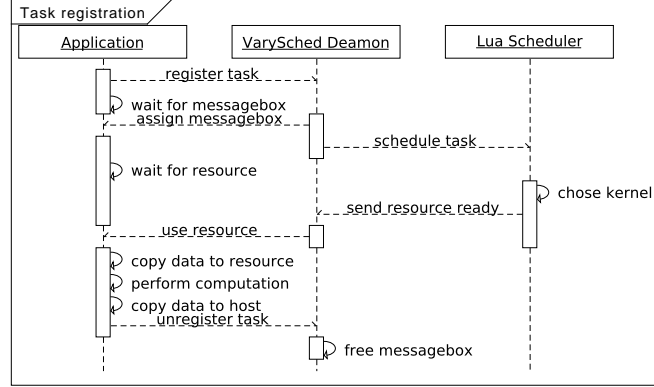 Task registration
Application
VarySched Deamon
Lua Scheduler
register task
wait for messagebox
assign messagebox
schedule task
wait for resource
chose kernel
send resource ready
use resource
copy data to resource
perform computation
copy data to host
unregister task
free messagebox